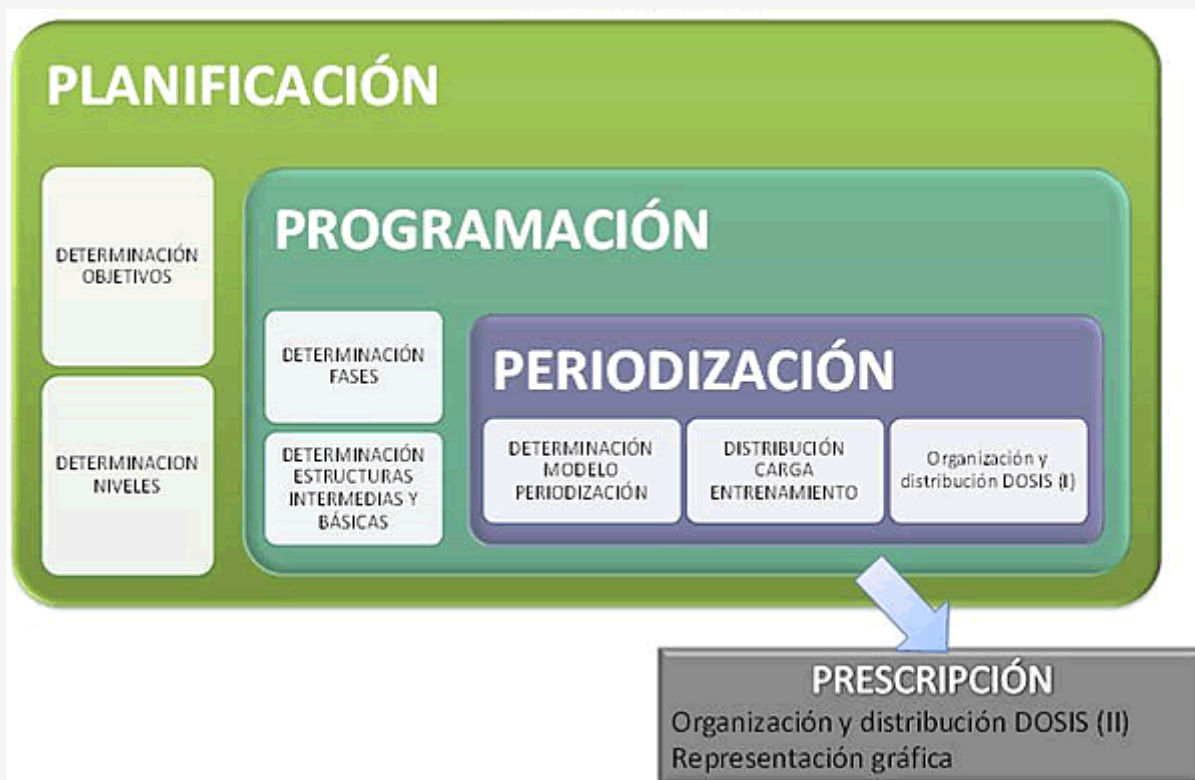 PLANIFICACIÓN
DETERMINACIÓN
OBJETIVOS
DETERMINACION
NIVELES
PROGRAMACIÓN
DETERMINACIÓN
FASES
DETERMINACIÓN
ESTRUCTURAS
INTERMEDIAS Y
BÁSICAS
PERIODIZACIÓN
DETERMINACIÓN
MODELO
PERIODIZACIÓN
DISTRIBUCIÓN
CARGA
ENTRENAMIENTO
Organización y
distribución DOSIS (I)
PRESCRIPCIÓN
Organización y distribución DOSIS (II)
Representación gráfica